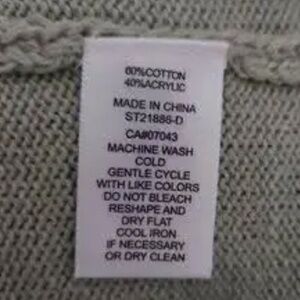 60%COTTON
40%ACRYLIC
MADE IN CHINA
ST21886-D
CA#07043
MACHINE WASH
COLD
GENTLE CYCLE
WITH LIKE COLORS
DO NOT BLEACH
RESHAPE AND
DRY FLAT
COOL IRON
IF NECESSARY
OR DRY CLEAN